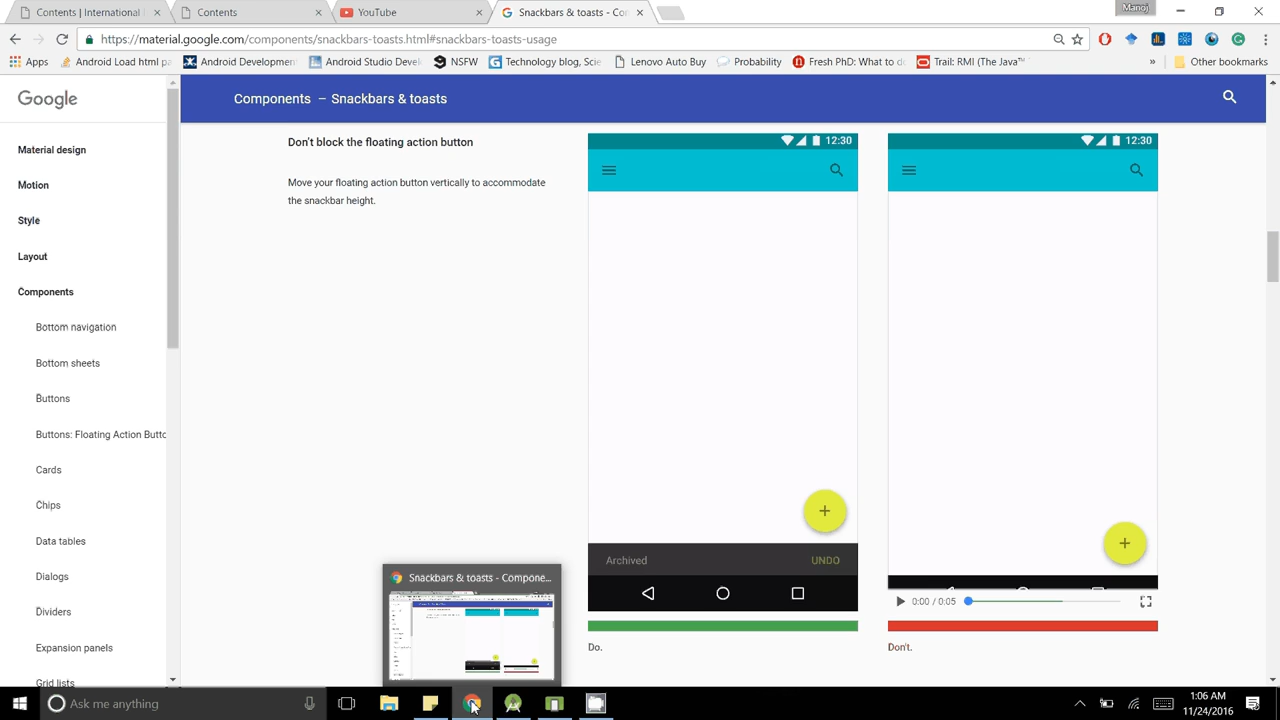 Contents | International
Contents
YouTube
Snackbars & toasts - Co
Manoj
https://material.google.com/components/snackbars-toasts.html#snackbars-toasts-usage
Apps
Android Load html p
Android Development
Android Studio Devel
NSFW
Technology blog, Scie
Lenovo Auto Buy
Probability
Fresh PhD: What to d
Trail: RMI (The Java™
»
Other bookmarks
Google
Components – Snackbars & toasts
Material design
Motion
Style
Layout
Components
Bottom navigation
Bottom sheets
Buttons
Buttons: Floating Action Butto
Cards
Chips
Data tables
Dialogs
Dividers
Expansion panels
Grid lists
Don't block the floating action button
Move your floating action button vertically to accommodate
the snackbar height.
12:30
Archived
UNDO
Do.
12:30
0:00 / 0:05
Don't.
Snackbars & toasts - Compone...
Ask me anything
1:06 AM
11/24/2016